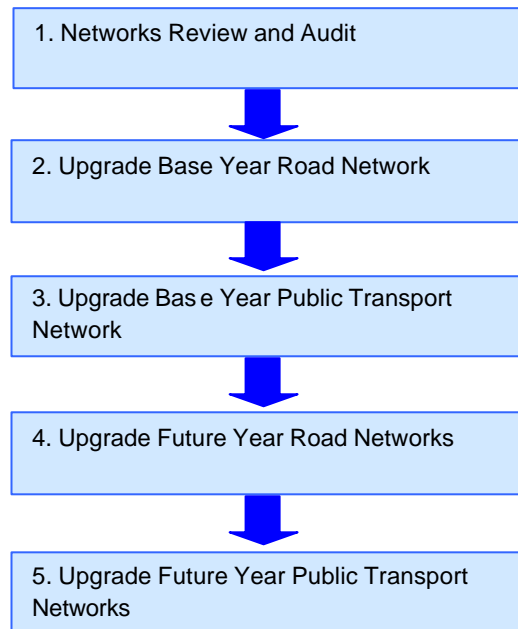 1. Networks Review and Audit
2. Upgrade Base Year Road Network
3. Upgrade Bas e Year Public Transport
Network
4. Upgrade Future Year Road Networks
5. Upgrade Future Year Public Transport
Networks